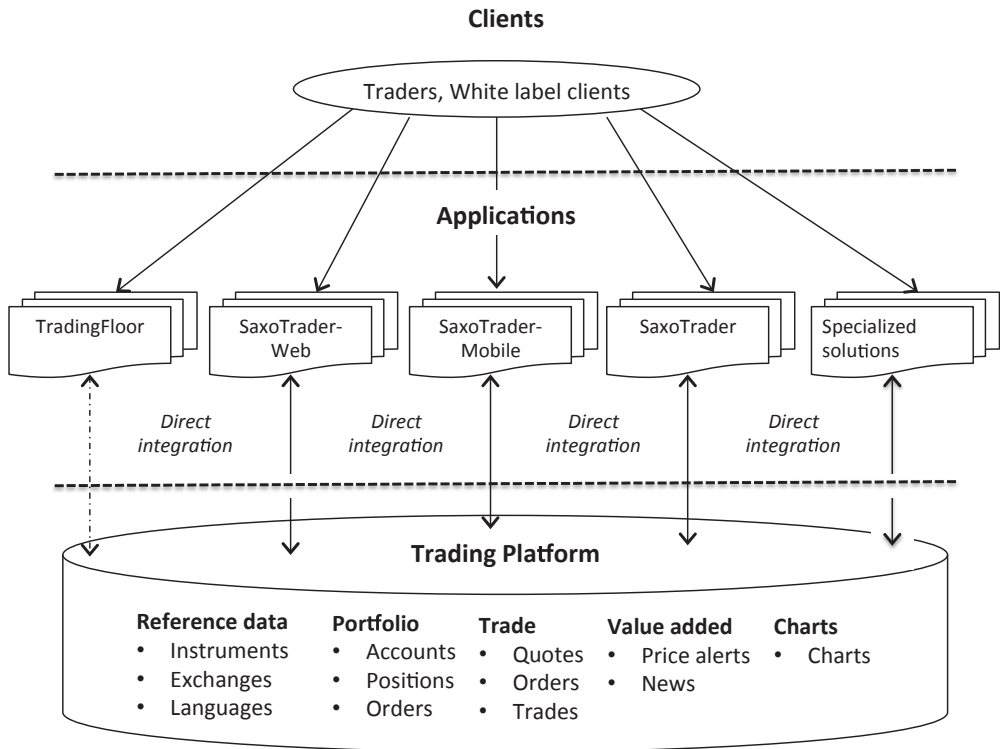 Clients
Traders, White label clients
Applications
TradingFloor
SaxoTrader-
Web
SaxoTrader-
Mobile
SaxoTrader
Specialized
solutions
Direct
integration
Direct
integration
Direct
integration
Direct
integration
Trading Platform
Reference data
• Instruments
• Exchanges
• Languages
Portfolio
• Accounts
• Positions
• Orders
Trade
• Quotes
• Orders
• Trades
Value added
• Price alerts
• News
Charts
• Charts